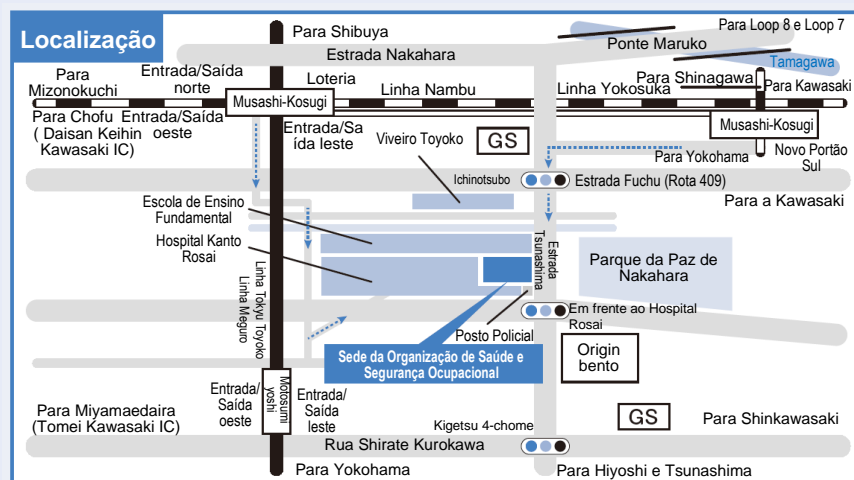 Localização
Para Shibuya
Para Loop 8 e Loop 7
Estrada Nakahara
Ponte Maruko
Tamagawa
Para
Mizonokuchi
Entrada/Saída
norte
Loteria
Linha Nambu
Linha Yokosuka
Para Shinagawa
Para Kawasaki
Musashi-Kosugi
Para Chofu
( Daisan Keihin
Kawasaki IC)
Entrada/Saída
oeste
Entrada/Sa
ída leste
Viveiro Toyoko
GS
Musashi-Kosugi
Para Yokohama
Novo Portão
Sul
Ichinotsubo
Estrada Fuchu (Rota 409)
Para a Kawasaki
Escola de Ensino
Fundamental
Hospital Kanto
Rosai
Linha Tokyu Toyoko
Linha Meguro
Estrada
Tsunashima
Parque da Paz de
Nakahara
Em frente ao Hospital
Rosai
Posto Policial
Sede da Organização de Saúde e
Segurança Ocupacional
Origin
bento
Entrada/
Saída
oeste
Motosumi
yoshi
Entrada/
Saída
leste
Para Miyamaedaira
(Tomei Kawasaki IC)
Kigetsu 4-chome
GS
Para Shinkawasaki
Rua Shirate Kurokawa
Para Yokohama
Para Hiyoshi e Tsunashima